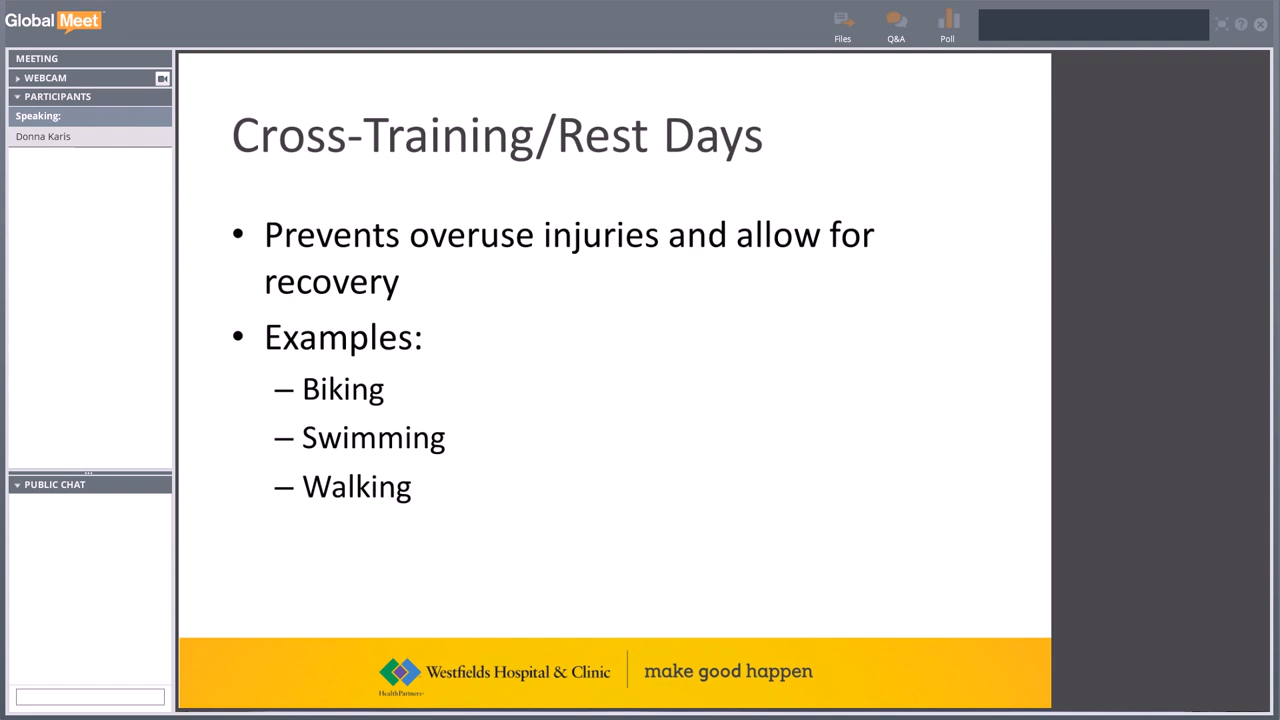 Global Meet
Files
Q&A
Poll
MEETING
WEBCAM
PARTICIPANTS
Speaking:
Donna Karis
PUBLIC CHAT
Cross-Training/Rest Days
• Prevents overuse injuries and allow for
recovery
• Examples:
– Biking
– Swimming
– Walking
HealthPartners
Westfields Hospital & Clinic
make good happen